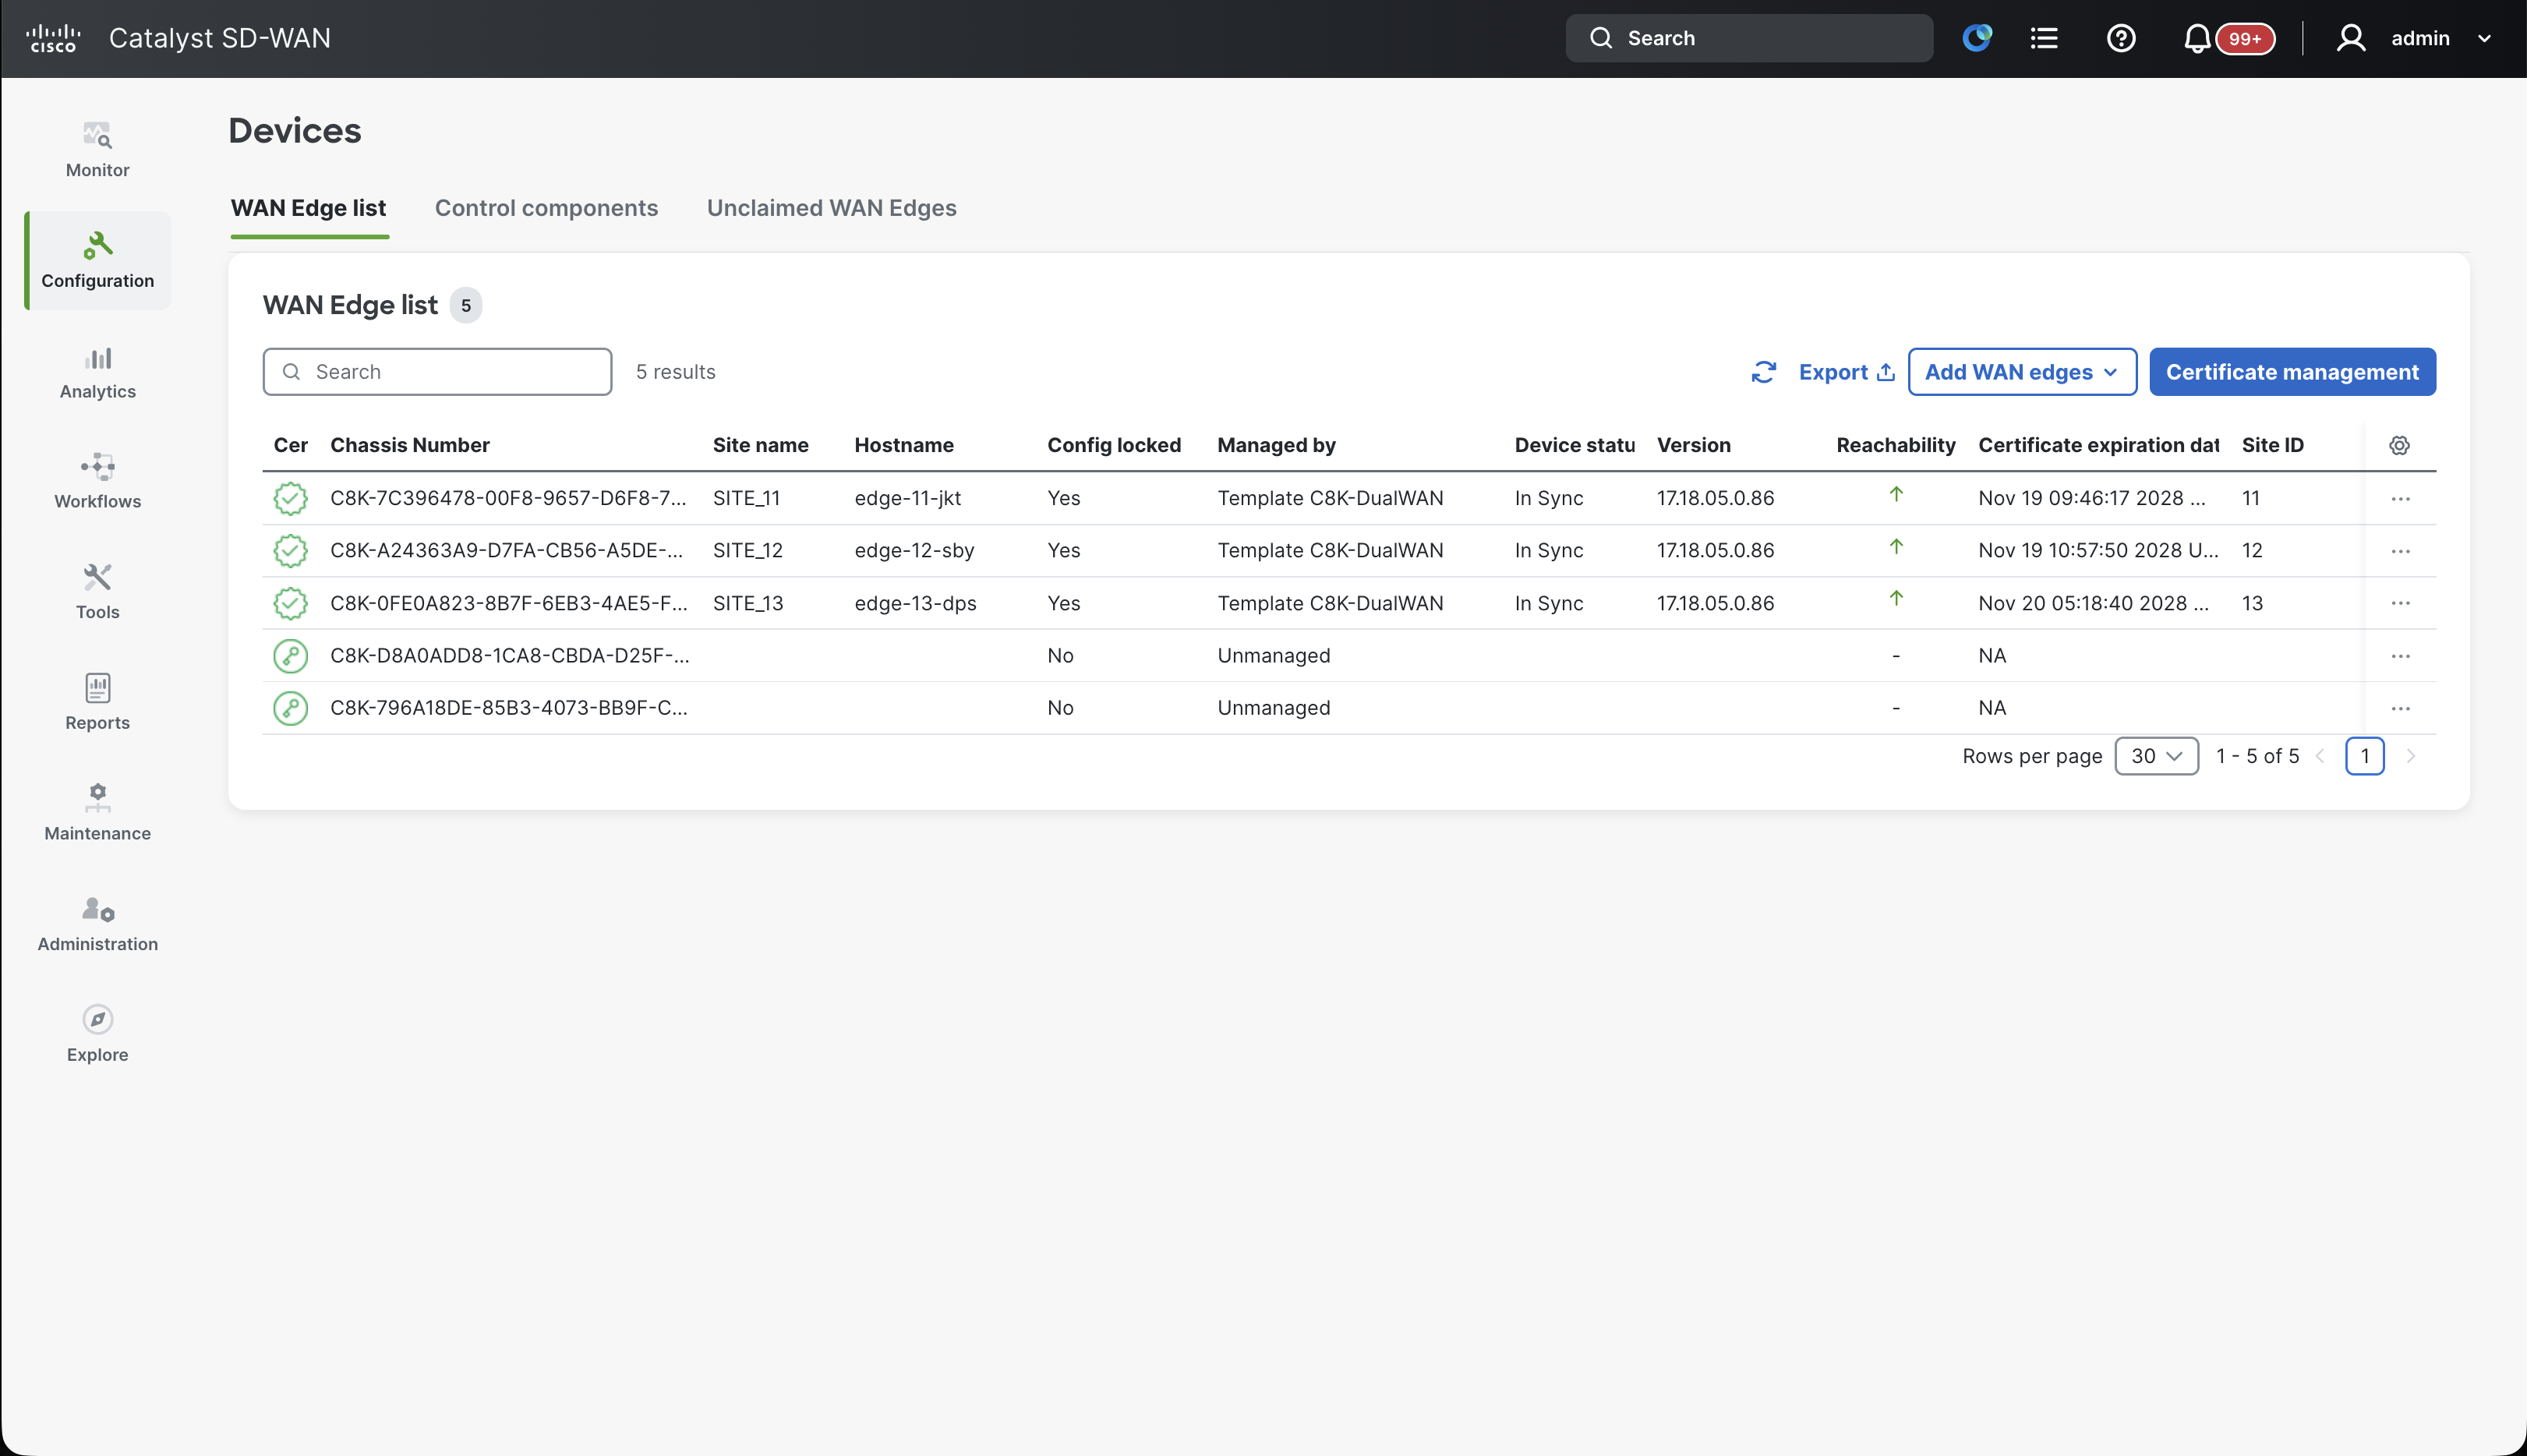 CISCO Catalyst SD-WAN Search 99+ admin
Monitor
Configuration
Analytics
Workflows
Tools
Reports
Maintenance
Administration
Explore
Devices
WAN Edge list Control components Unclaimed WAN Edges
WAN Edge list 5
Search 5 results Export Add WAN edges Certificate management
Cer Chassis Number Site name Hostname Config locked Managed by Device statu Version Reachability Certificate expiration dat Site ID
C8K-7C396478-00F8-9657-D6F8-7... SITE_11 edge-11-jkt Yes Template C8K-DualWAN In Sync 17.18.05.0.86 Nov 19 09:46:17 2028 ... 11 ...
C8K-A24363A9-D7FA-CB56-A5DE-... SITE_12 edge-12-sby Yes Template C8K-DualWAN In Sync 17.18.05.0.86 Nov 19 10:57:50 2028 U... 12 ...
C8K-0FE0A823-8B7F-6EB3-4AE5-F... SITE_13 edge-13-dps Yes Template C8K-DualWAN In Sync 17.18.05.0.86 Nov 20 05:18:40 2028 ... 13 ...
C8K-D8A0ADD8-1CA8-CBDA-D25F-... No Unmanaged - NA ...
C8K-796A18DE-85B3-4073-BB9F-C... No Unmanaged - NA ...
Rows per page 30 1 - 5 of 5 1